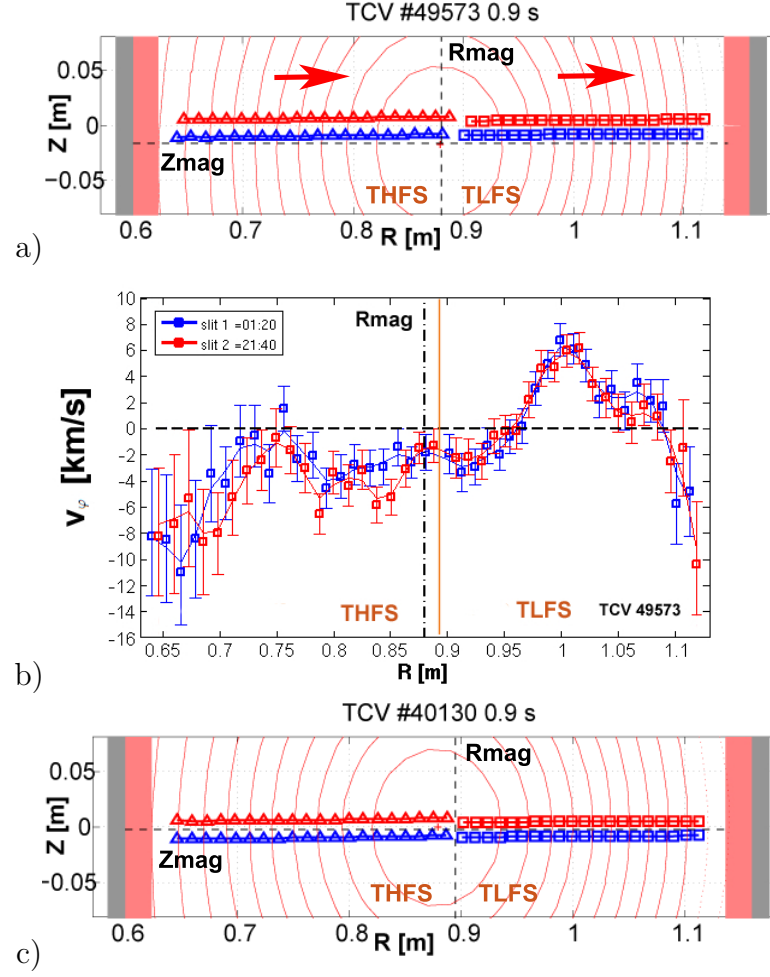 TCV #49573 0.9 s
Rmag
0.05
0
−0.05
Z [m]
Zmag
THFS
TLFS
0.6
0.7
0.8
0.9
1
1.1
R [m]
a)
10
8
6
4
2
0
-2
-4
-6
-8
-10
-12
-14
-16
slit 1 =01:20
slit 2 =21:40
Rmag
vφ [km/s]
THFS
TLFS
TCV 49573
0.65
0.7
0.75
0.8
0.85
0.9
0.95
1
1.05
1.1
R [m]
b)
TCV #40130 0.9 s
Rmag
0.05
0
-0.05
Z [m]
Zmag
THFS
TLFS
0.6
0.7
0.8
0.9
1
1.1
R [m]
c)